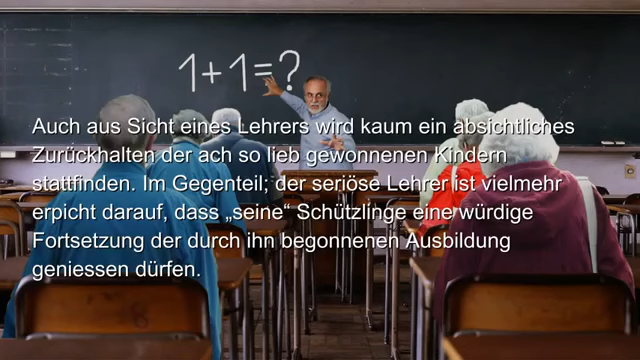 1+1=?
Auch aus Sicht eines Lehrers wird kaum ein absichtliches
Zurückhalten der ach so lieb gewonnenen Kindern
stattfinden. Im Gegenteil; der seriöse Lehrer ist vielmehr
erpicht darauf, dass „seine“ Schützlinge eine würdige
Fortsetzung der durch ihn begonnenen Ausbildung
geniessen dürfen.